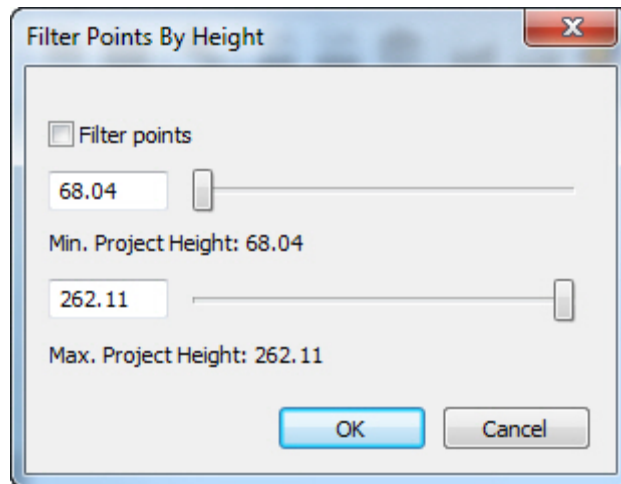 Filter Points By Height
Filter points
68.04
Min. Project Height: 68.04
262.11
Max. Project Height: 262.11
OK Cancel